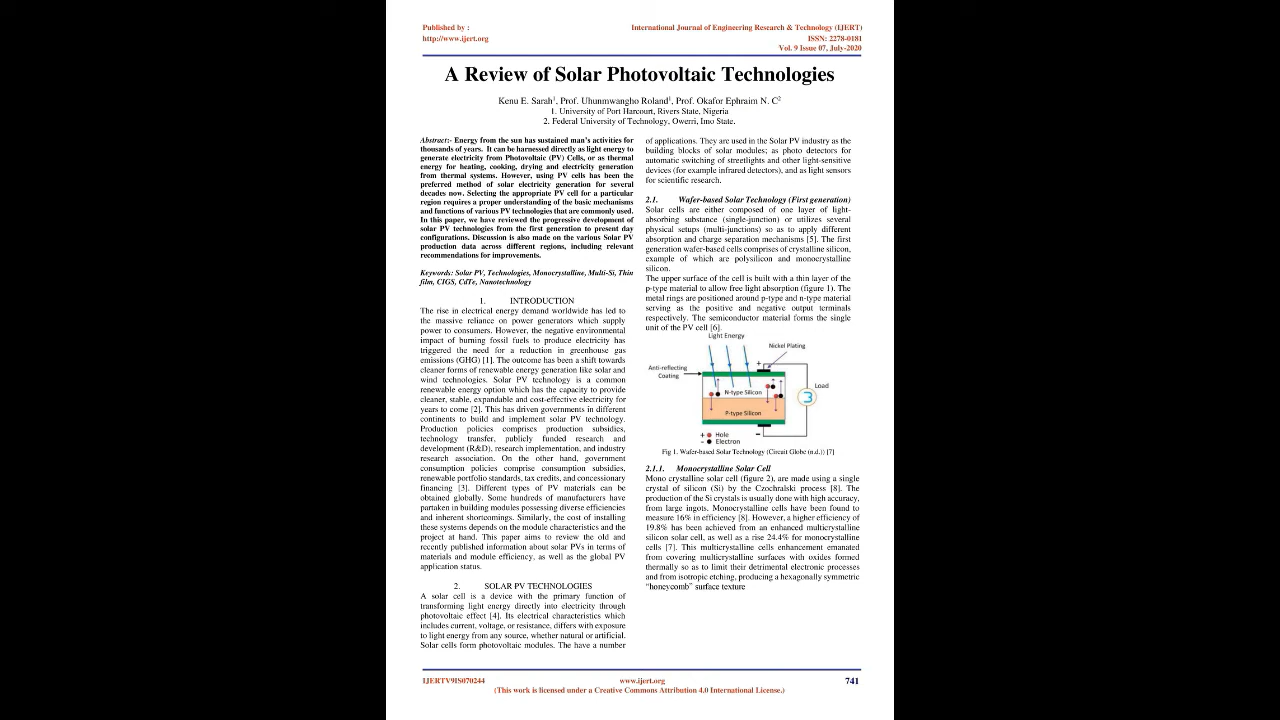 Published by :
http://www.ijert.org
International Journal of Engineering Research & Technology (IJERT)
ISSN: 2278-0181
Vol. 9 Issue 07, July-2020
A Review of Solar Photovoltaic Technologies
Kenu E. Sarah1, Prof. Uhunmwangho Roland1, Prof. Okafor Ephraim N. C2
1. University of Port Harcourt, Rivers State, Nigeria
2. Federal University of Technology, Owerri, Imo State.
Abstract:- Energy from the sun has sustained man's activities for
thousands of years. It can be harnessed directly as light energy to
generate electricity from Photovoltaic (PV) Cells, or as thermal
energy for heating, cooking, drying and electricity generation
from thermal systems. However, using PV cells has been the
preferred method of solar electricity generation for several
decades now. Selecting the appropriate PV cell for a particular
region requires a proper understanding of the basic mechanisms
and functions of various PV technologies that are commonly used.
In this paper, we have reviewed the progressive development of
solar PV technologies from the first generation to present day
configurations. Discussion is also made on the various Solar PV
production data across different regions, including relevant
recommendations for improvements.
Keywords: Solar PV, Technologies, Monocrystalline, Multi-Si, Thin
film, CIGS, CdTe, Nanotechnology
1. INTRODUCTION
The rise in electrical energy demand worldwide has led to
the massive reliance on power generators which supply
power to consumers. However, the negative environmental
impact of burning fossil fuels to produce electricity has
triggered the need for a reduction in greenhouse gas
emissions (GHG) [1]. The outcome has been a shift towards
cleaner forms of renewable energy generation like solar and
wind technologies. Solar PV technology is a common
renewable energy option which has the capacity to provide
cleaner, stable, expandable and cost-effective electricity for
years to come [2]. This has driven governments in different
continents to build and implement solar PV technology.
Production policies comprises production subsidies,
technology transfer, publicly funded research and
development (R&D), research implementation, and industry
research association. On the other hand, government
consumption policies comprise consumption subsidies,
renewable portfolio standards, tax credits, and concessionary
financing [3]. Different types of PV materials can be
obtained globally. Some hundreds of manufacturers have
partaken in building modules possessing diverse efficiencies
and inherent shortcomings. Similarly, the cost of installing
these systems depends on the module characteristics and the
project at hand. This paper aims to review the old and
recently published information about solar PVs in terms of
materials and module efficiency, as well as the global PV
application status.
2. SOLAR PV TECHNOLOGIES
A solar cell is a device with the primary function of
transforming light energy directly into electricity through
photovoltaic effect [4]. Its electrical characteristics which
includes current, voltage, or resistance, differs with exposure
to light energy from any source, whether natural or artificial.
Solar cells form photovoltaic modules. The have a number
of applications. They are used in the Solar PV industry as the
building blocks of solar modules; as photo detectors for
automatic switching of streetlights and other light-sensitive
devices (for example infrared detectors), and as light sensors
for scientific research.
2.1. Wafer-based Solar Technology (First generation)
Solar cells are either composed of one layer of light-
absorbing substance (single-junction) or utilizes several
physical setups (multi-junctions) so as to apply different
absorption and charge separation mechanisms [5]. The first
generation wafer-based cells comprises of crystalline silicon,
example of which are polysilicon and monocrystalline
silicon.
The upper surface of the cell is built with a thin layer of the
p-type material to allow free light absorption (figure 1). The
metal rings are positioned around p-type and n-type material
serving as the positive and negative output terminals
respectively. The semiconductor material forms the single
unit of the PV cell [6].
Light Energy
Nickel Plating
Anti-reflecting
Coating
+
Load
N-type Silicon
3
P-type Silicon
–
+ Hole
– Electron
Fig 1. Wafer-based Solar Technology (Circuit Globe (n.d.)) [7]
2.1.1. Monocrystalline Solar Cell
Mono crystalline solar cell (figure 2), are made using a single
crystal of silicon (Si) by the Czochralski process [8]. The
production of the Si crystals is usually done with high accuracy,
from large ingots. Monocrystalline cells have been found to
measure 16% in efficiency [8]. However, a higher efficiency of
19.8% has been achieved from an enhanced multicrystalline
silicon solar cell, as well as a rise 24.4% for monocrystalline
cells [7]. This multicrystalline cells enhancement emanated
from covering multicrystalline surfaces with oxides formed
thermally so as to limit their detrimental electronic processes
and from isotropic etching, producing a hexagonally symmetric
"honeycomb" surface texture
IJERTV9IS070244
www.ijert.org
741
(This work is licensed under a Creative Commons Attribution 4.0 International License.)